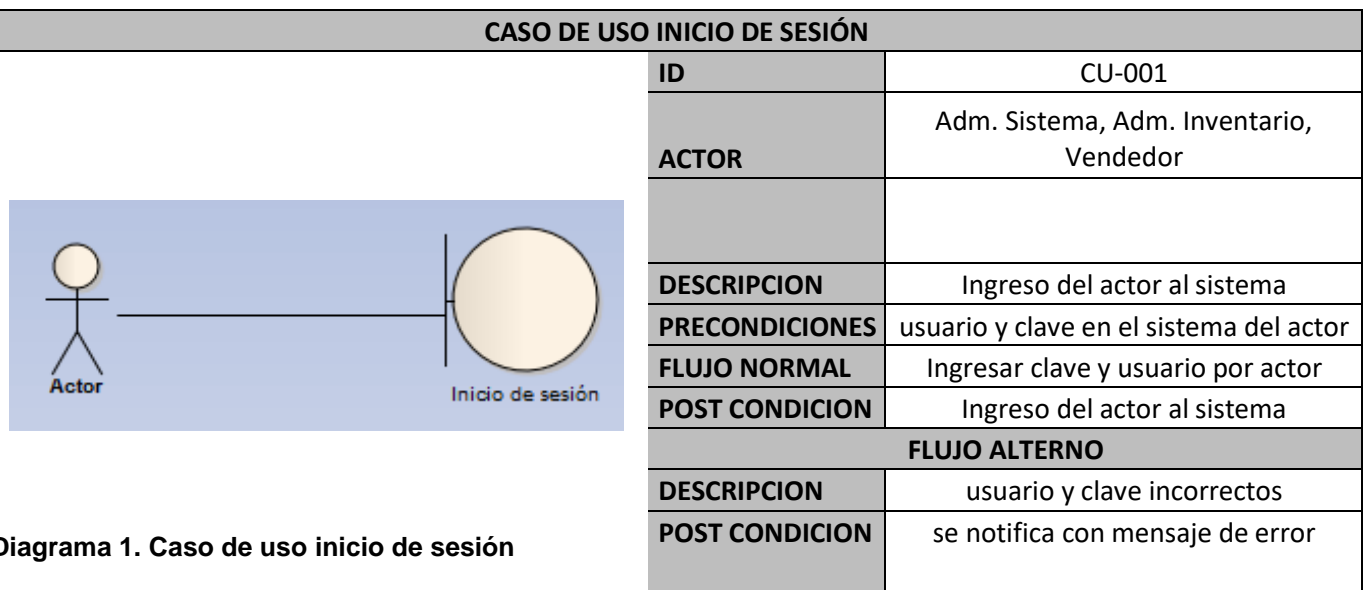 CASO DE USO INICIO DE SESIÓN
ID CU-001
ACTOR Adm. Sistema, Adm. Inventario,
Vendedor
DESCRIPCION Ingreso del actor al sistema
PRECONDICIONES usuario y clave en el sistema del actor
FLUJO NORMAL Ingresar clave y usuario por actor
POST CONDICION Ingreso del actor al sistema
FLUJO ALTERNO
DESCRIPCION usuario y clave incorrectos
POST CONDICION se notifica con mensaje de error
Actor
Inicio de sesión
Diagrama 1. Caso de uso inicio de sesión